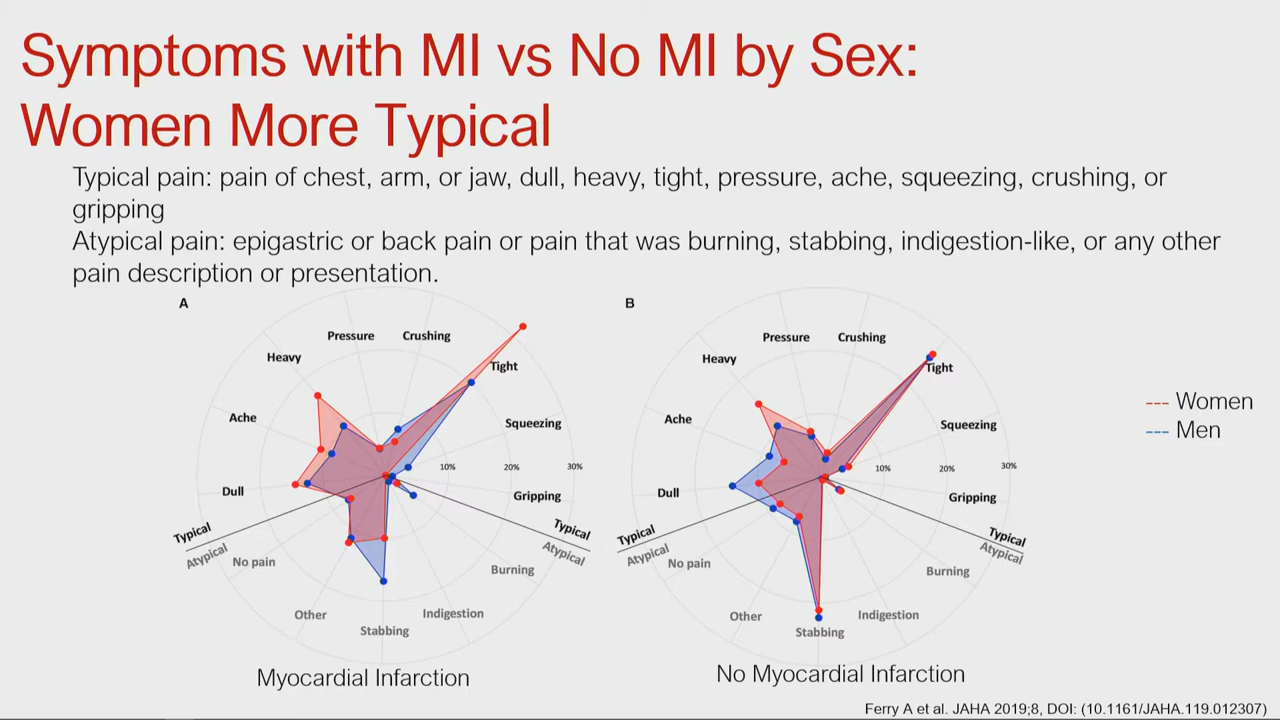 Symptoms with MI vs No MI by Sex:
Women More Typical
Typical pain: pain of chest, arm, or jaw, dull, heavy, tight, pressure, ache, squeezing, crushing, or
gripping
Atypical pain: epigastric or back pain or pain that was burning, stabbing, indigestion-like, or any other
pain description or presentation.
A
Pressure
Crushing
Heavy
Tight
Ache
Squeezing
10%
20%
30%
Dull
Gripping
Typical
Typical
Atypical
Atypical
No pain
Burning
Other
Indigestion
Stabbing
Myocardial Infarction
B
Pressure
Crushing
Heavy
Tight
Ache
Squeezing
10%
20%
30%
Dull
Gripping
Typical
Typical
Atypical
Atypical
No pain
Burning
Other
Indigestion
Stabbing
No Myocardial Infarction
Women
Men
Ferry A et al. JAHA 2019;8, DOI: (10.1161/JAHA.119.012307)